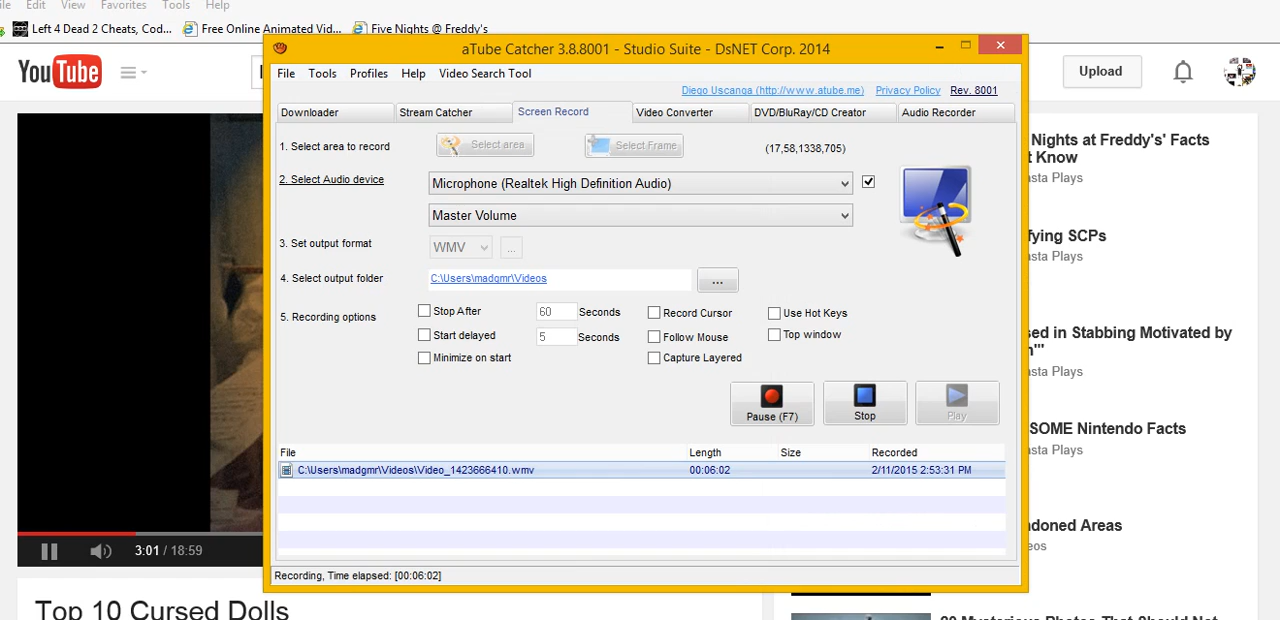 Edit View Favorites Tools Help
Left 4 Dead 2 Cheats, Cod... Free Online Animated Vid... Five Nights @ Freddy's
YouTube
Upload
aTube Catcher 3.8.8001 - Studio Suite - DsNET Corp. 2014
File Tools Profiles Help Video Search Tool
Diego Uscanga (http://www.atube.me) Privacy Policy Rev. 8001
Downloader Stream Catcher Screen Record Video Converter DVD/BluRay/CD Creator Audio Recorder
1. Select area to record Select area Select Frame (17,58,1338,705)
2. Select Audio device Microphone (Realtek High Definition Audio)
Master Volume
3. Set output format WMV ...
4. Select output folder C:\Users\madgmr\Videos ...
5. Recording options
Stop After 60 Seconds Record Cursor Use Hot Keys
Start delayed 5 Seconds Follow Mouse Top window
Minimize on start Capture Layered
Pause (F7) Stop Play
File Length Size Recorded
C:\Users\madgmr\Videos\Video_1423666410.wmv 00:06:02 2/11/2015 2:53:31 PM
Recording, Time elapsed: [00:06:02]
3:01 / 18:59
Top 10 Cursed Dolls
Nights at Freddy's' Facts
Know
Plays
SCPs
Plays
in Stabbing Motivated by
Plays
Nintendo Facts
Plays
Areas
20 Mysterious Photos That Should Not